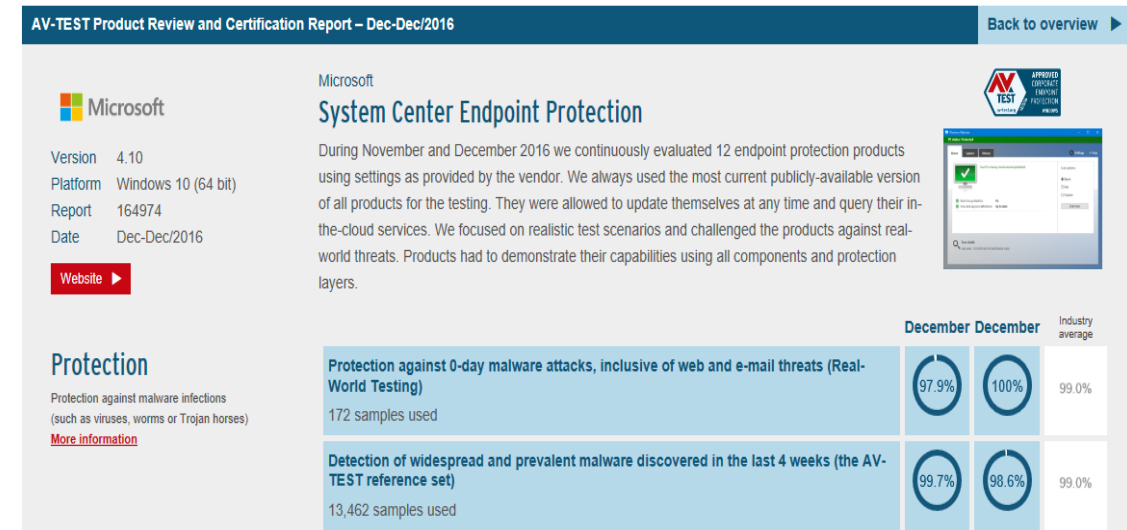 AV-TEST Product Review and Certification Report – Dec-Dec/2016
Back to overview
Microsoft
Version 4.10
Platform Windows 10 (64 bit)
Report 164974
Date Dec-Dec/2016
Website
Microsoft
System Center Endpoint Protection
During November and December 2016 we continuously evaluated 12 endpoint protection products
using settings as provided by the vendor. We always used the most current publicly-available version
of all products for the testing. They were allowed to update themselves at any time and query their in-
the-cloud services. We focused on realistic test scenarios and challenged the products against real-
world threats. Products had to demonstrate their capabilities using all components and protection
layers.
AV
TEST
APPROVED
CORPORATE
ENDPOINT
PROTECTION
WINDOWS
December December Industry
average
Protection
Protection against malware infections
(such as viruses, worms or Trojan horses)
More information
Protection against 0-day malware attacks, inclusive of web and e-mail threats (Real-
World Testing)
172 samples used
97.9% 100% 99.0%
Detection of widespread and prevalent malware discovered in the last 4 weeks (the AV-
TEST reference set)
13,462 samples used
99.7% 98.6% 99.0%